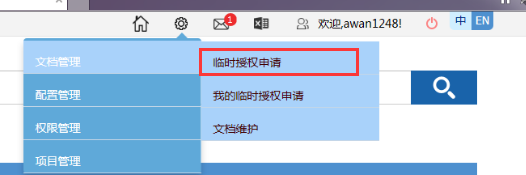 1 欢迎,awan1248! 中 EN
文档管理 临时授权申请
配置管理 我的临时授权申请
权限管理 文档维护
项目管理